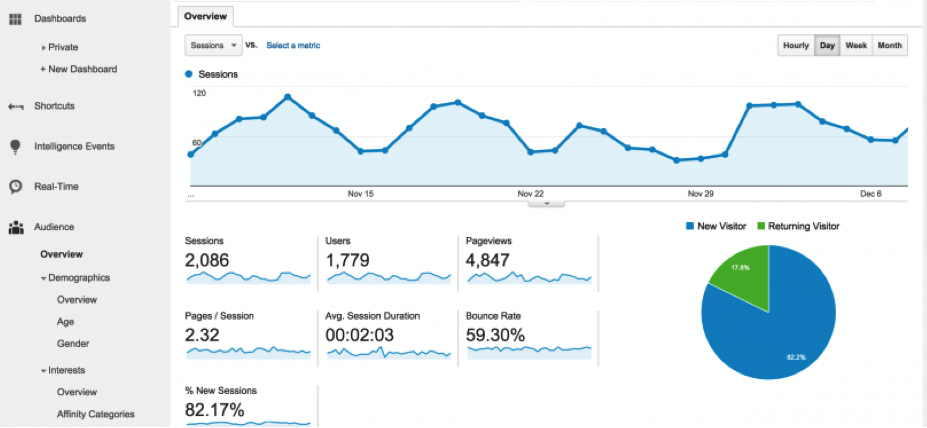 Dashboards
Private
+ New Dashboard
Shortcuts
Intelligence Events
Real-Time
Audience
Overview
Demographics
Overview
Age
Gender
Interests
Overview
Affinity Categories
Overview
Sessions VS. Select a metric
Hourly Day Week Month
Sessions
120
60
... Nov 15 Nov 22 Nov 29 Dec 6
New Visitor Returning Visitor
Sessions Users Pageviews
2,086 1,779 4,847
17.8%
82.2%
Pages / Session Avg. Session Duration Bounce Rate
2.32 00:02:03 59.30%
% New Sessions
82.17%